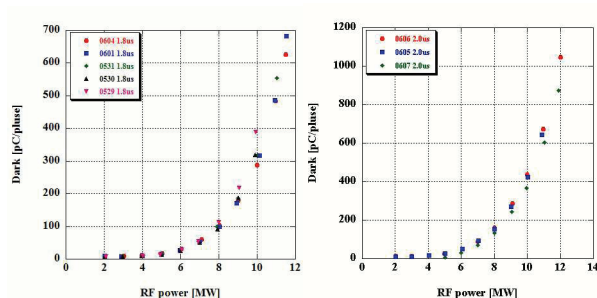 700
600
500
400
300
200
100
0
0 2 4 6 8 10 12
RF power [MW]
Dark [pC/pluse]
0604 1.8us
0601 1.8us
0531 1.8us
0530 1.8us
0529 1.8us
1200
1000
800
600
400
200
0
0 2 4 6 8 10 12 14
RF power [MW]
Dark [pC/pluse]
0606 2.0us
0605 2.0us
0607 2.0us